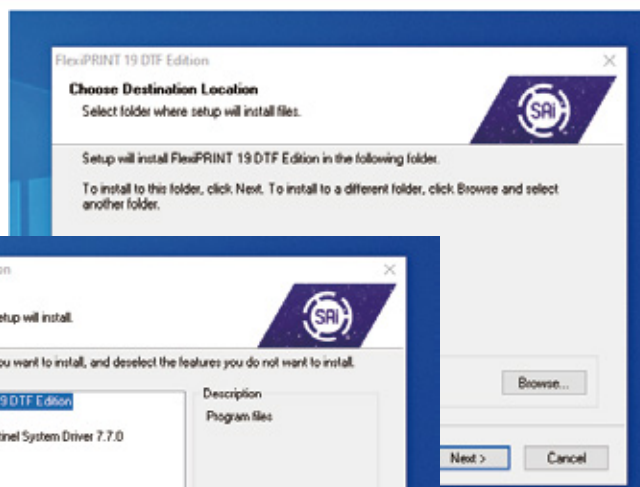 FlexiPRINT 19 DTF Edition
Choose Destination Location
Select folder where setup will install files.
SAi
Setup will install FlexiPRINT 19 DTF Edition in the following folder.
To install to this folder, click Next. To install to a different folder, click Browse and select
another folder.
Browse...
Next >
Cancel
on
etup will install.
SAi
ou want to install, and deselect the features you do not want to install.
9 DTF Edition
tinel System Driver 7.7.0
Description
Program files